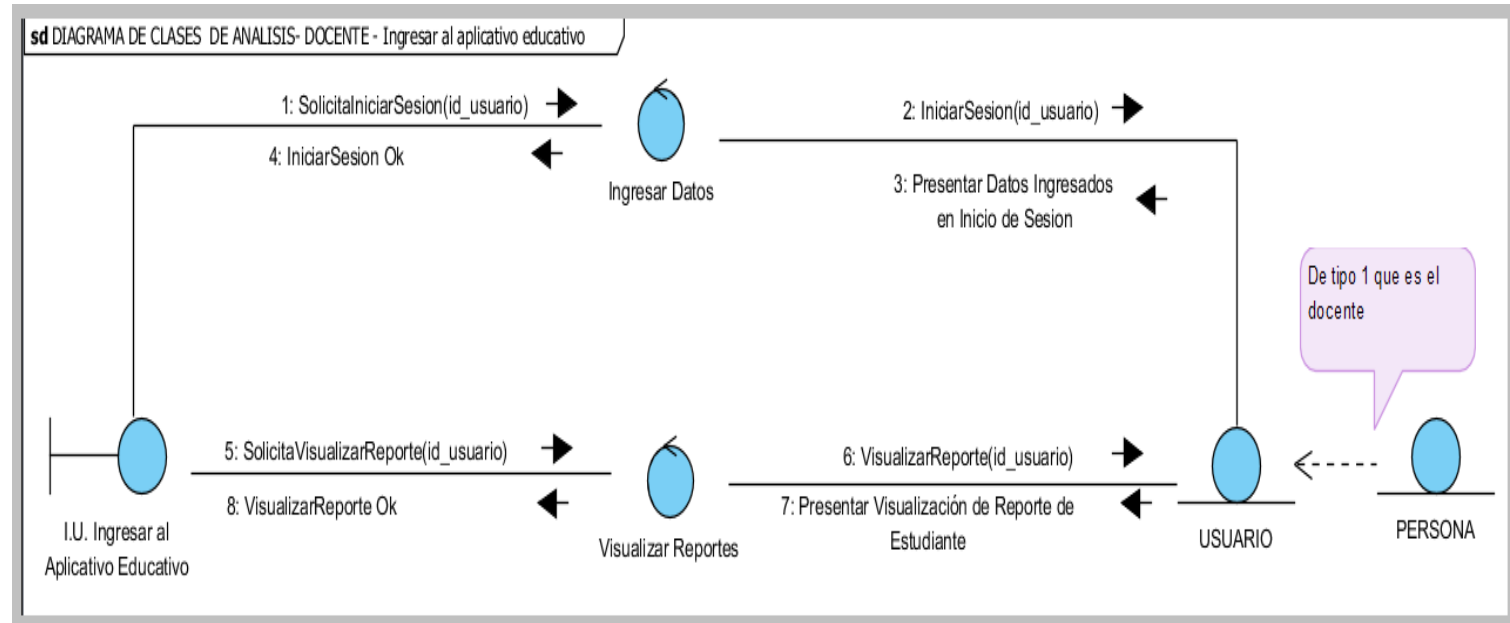 sd DIAGRAMA DE CLASES DE ANALISIS- DOCENTE - Ingresar al aplicativo educativo
1: SolicitaIniciarSesion(id_usuario)
4: IniciarSesion Ok
Ingresar Datos
2: IniciarSesion(id_usuario)
3: Presentar Datos Ingresados
en Inicio de Sesion
De tipo 1 que es el
docente
5: SolicitaVisualizarReporte(id_usuario)
8: VisualizarReporte Ok
I.U. Ingresar al
Aplicativo Educativo
Visualizar Reportes
6: VisualizarReporte(id_usuario)
7: Presentar Visualización de Reporte de
Estudiante
USUARIO
PERSONA